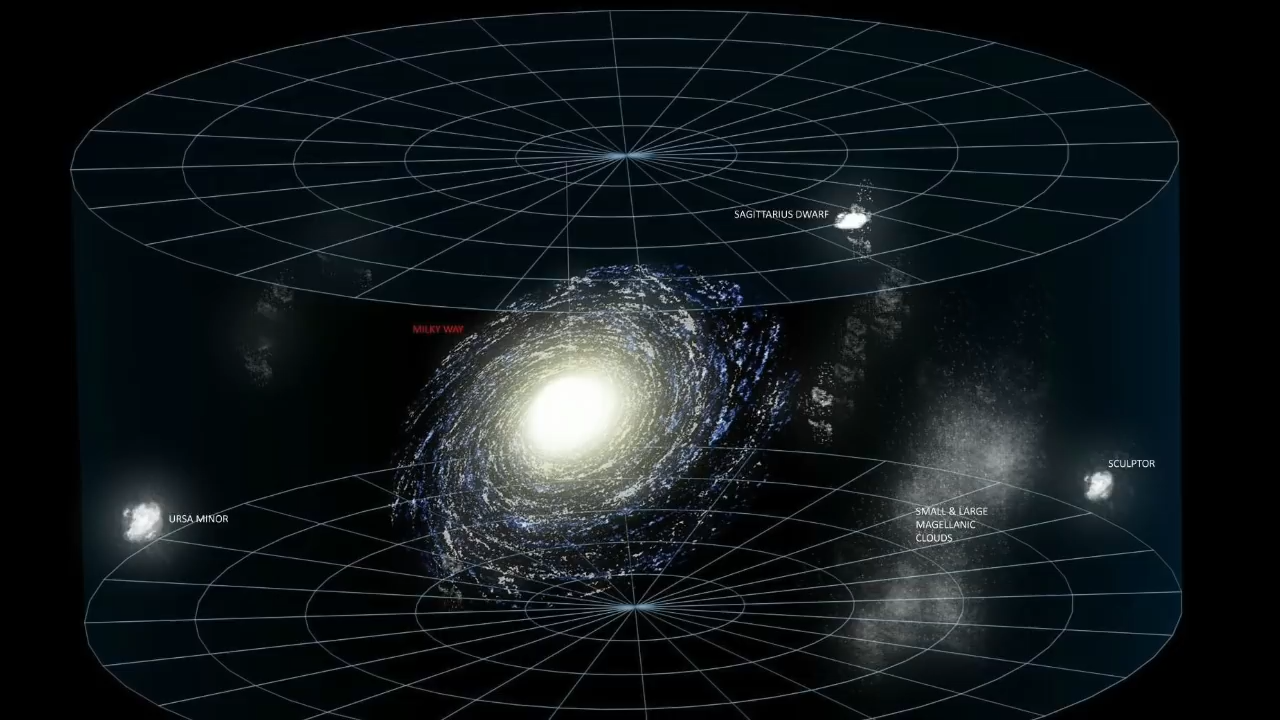 SAGITTARIUS DWARF
MILKY WAY
SCULPTOR
URSA MINOR
SMALL & LARGE
MAGELLANIC
CLOUDS